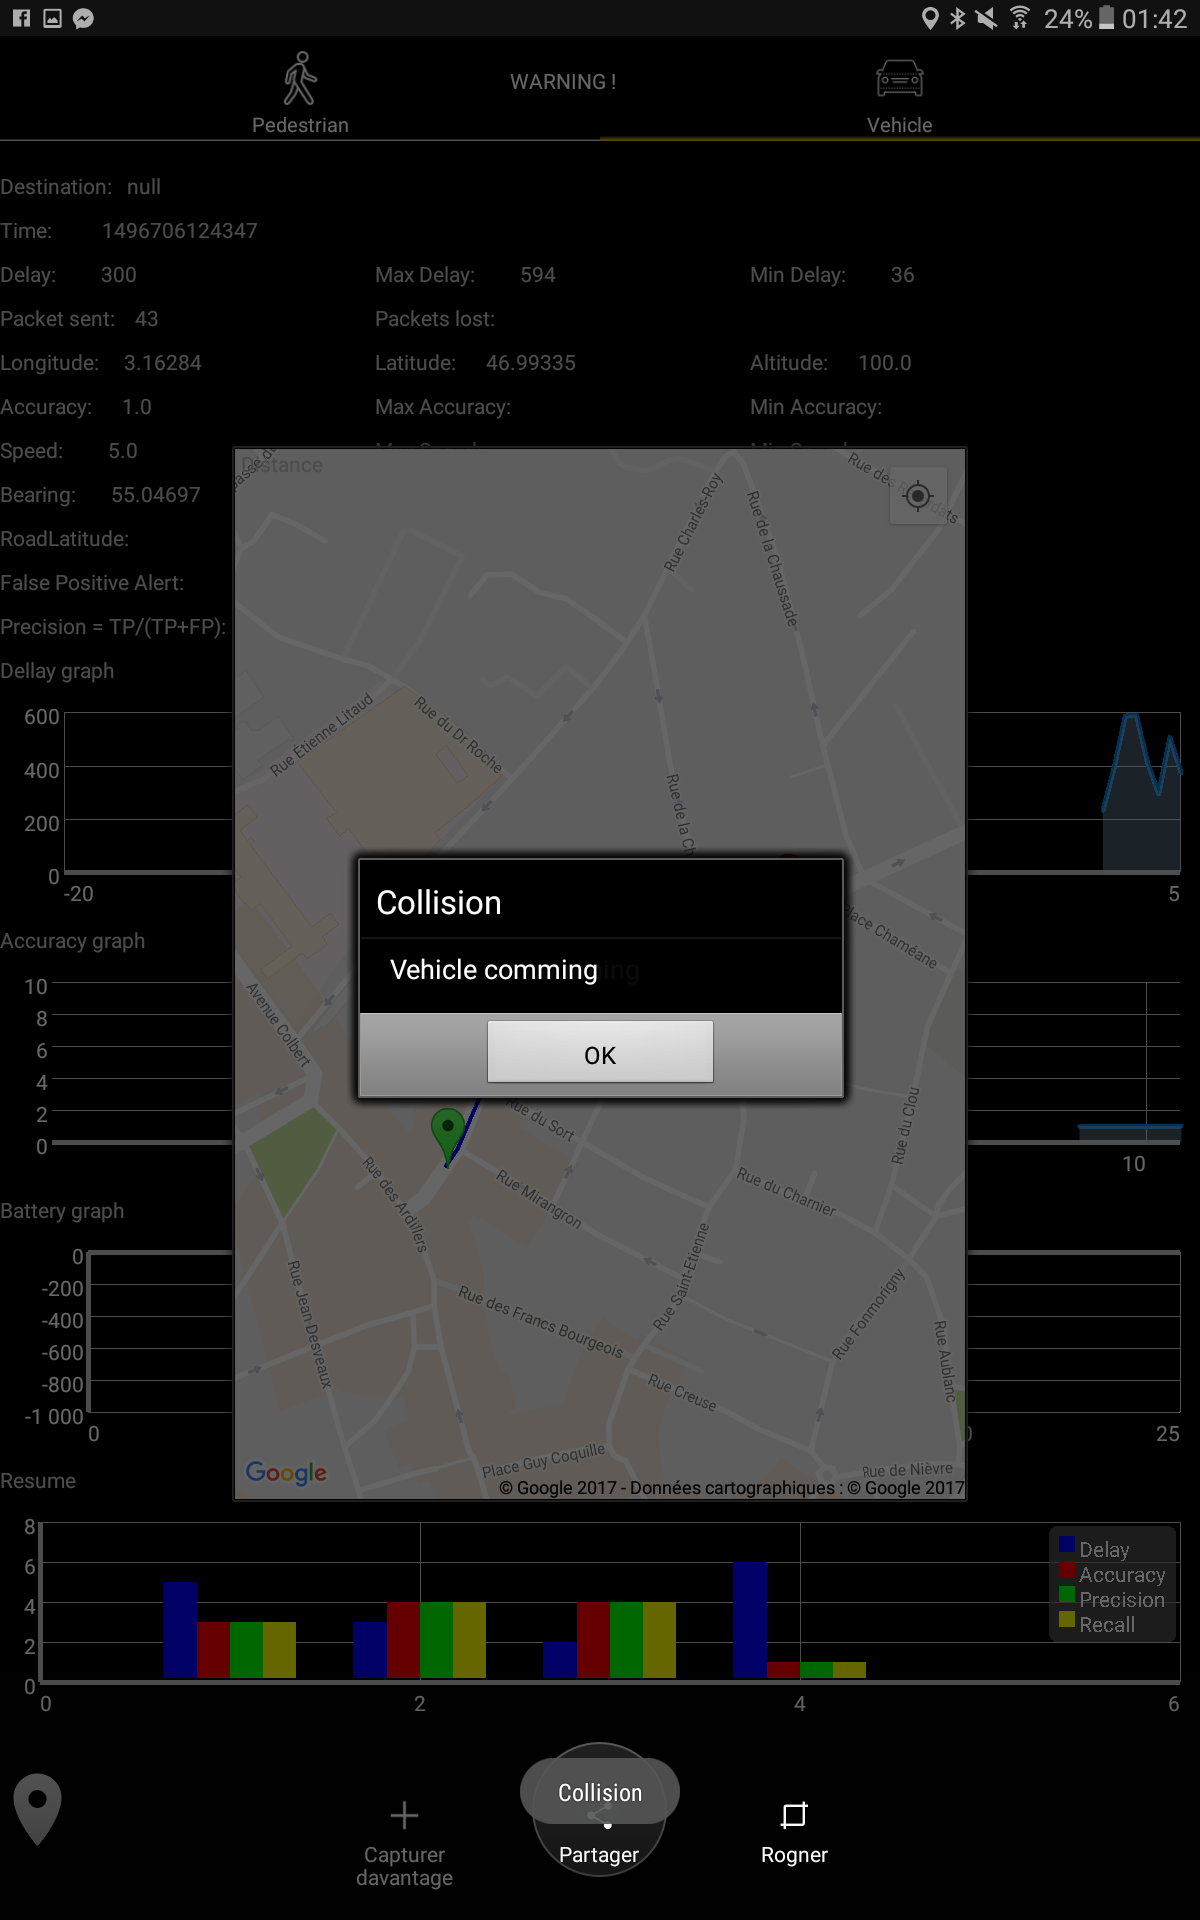 24% 01:42
WARNING !
Pedestrian
Vehicle
Destination: null
Time: 1496706124347
Delay: 300 Max Delay: 594 Min Delay: 36
Packet sent: 43 Packets lost:
Longitude: 3.16284 Latitude: 46.99335 Altitude: 100.0
Accuracy: 1.0 Max Accuracy: Min Accuracy:
Speed: 5.0
Distance
Bearing: 55.04697
RoadLatitude:
False Positive Alert:
Precision = TP/(TP+FP):
Dellay graph
600
400
200
0
-20 5
Accuracy graph
10
8
6
4
2
0
10
Battery graph
0
-200
-400
-600
-800
-1 000
0 25
Rue Charles-Roy
Rue de la Chaussade
Rue Étienne Litaud
Rue du Dr Roche
Rue de la Ch
Place Chaméane
Avenue Colbert
Collision
Vehicle comming
OK
Rue du Sort
Rue du Clou
Rue des Ardillers
Rue Mirangron
Rue du Charnier
Rue Saint-Etienne
Rue Jean-Desveaux
Rue des Francs Bourgeois
Rue Fonmorigny
Rue Aublanc
Rue Creuse
Place Guy Coquille
Rue de Nièvre
Google
© Google 2017 - Données cartographiques : © Google 2017
Resume
8
6
4
2
0
0 2 4 6
Delay
Accuracy
Precision
Recall
Collision
Capturer
davantage
Partager
Rogner